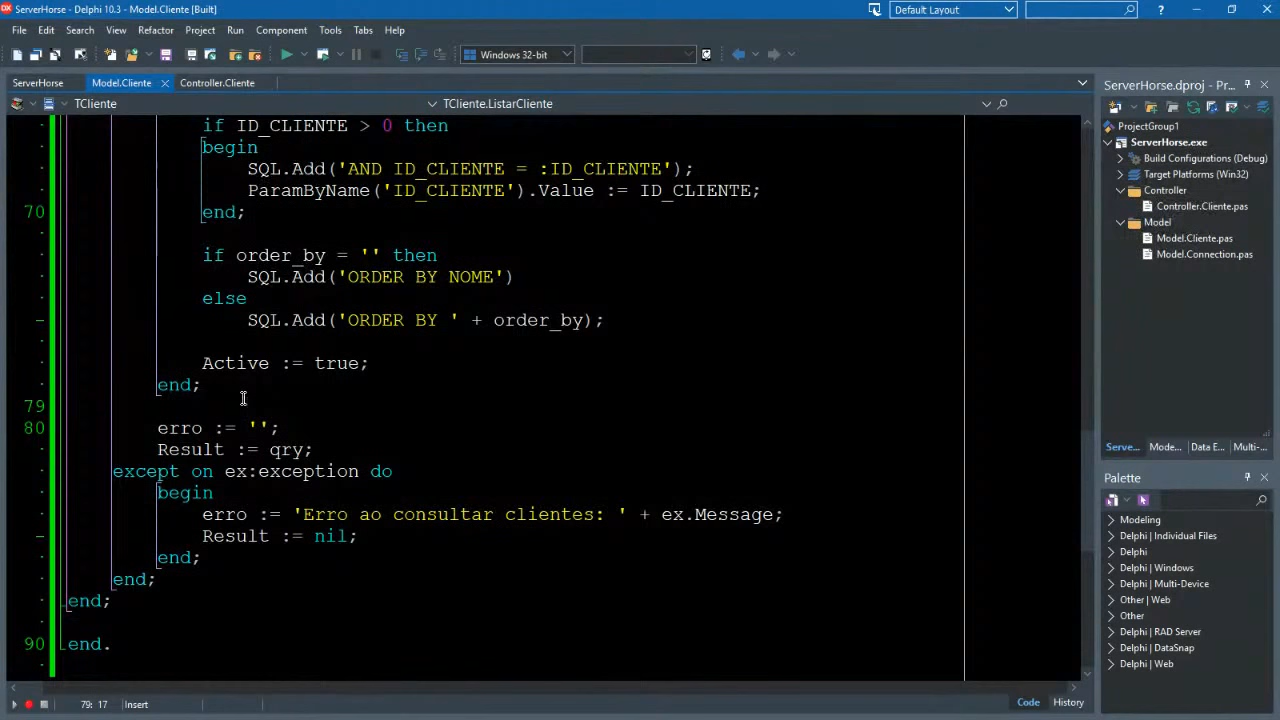 ServerHorse - Delphi 10.3 - Model.Cliente [Built]
Default Layout
File Edit Search View Refactor Project Run Component Tools Tabs Help
Windows 32-bit
ServerHorse Model.Cliente Controller.Cliente
TCliente TCliente.ListarCliente
if ID_CLIENTE > 0 then
begin
SQL.Add('AND ID_CLIENTE = :ID_CLIENTE');
ParamByName('ID_CLIENTE').Value := ID_CLIENTE;
70 end;
if order_by = '' then
SQL.Add('ORDER BY NOME')
else
SQL.Add('ORDER BY ' + order_by);
Active := true;
end;
79
80 erro := '';
Result := qry;
except on ex:exception do
begin
erro := 'Erro ao consultar clientes: ' + ex.Message;
Result := nil;
end;
end;
end;
90 end.
79: 17 Insert
Code History
ServerHorse.dproj - Pr...
ProjectGroup1
ServerHorse.exe
Build Configurations (Debug)
Target Platforms (Win32)
Controller
Controller.Cliente.pas
Model
Model.Cliente.pas
Model.Connection.pas
Serve... Mode... Data E... Multi-...
Palette
Modeling
Delphi | Individual Files
Delphi
Delphi | Windows
Delphi | Multi-Device
Other | Web
Other
Delphi | RAD Server
Delphi | DataSnap
Delphi | Web